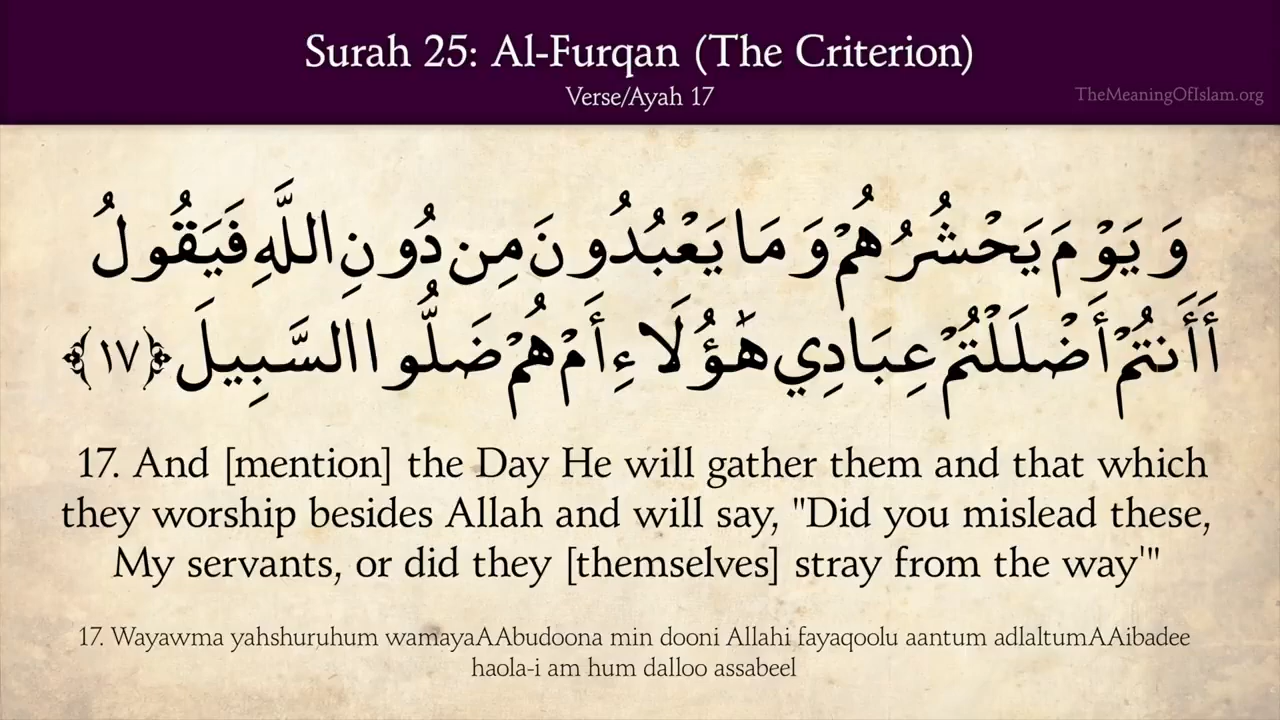 Surah 25: Al-Furqan (The Criterion)
Verse/Ayah 17
TheMeaningOfIslam.org
وَيَوْمَ يَحْشُرُهُمْ وَمَا يَعْبُدُونَ مِن دُونِ اللَّهِ فَيَقُولُ
أَأَنتُمْ أَضْلَلْتُمْ عِبَادِي هَٰؤُلَاءِ أَمْ هُمْ ضَلُّوا السَّبِيلَ ﴿١٧﴾
17. And [mention] the Day He will gather them and that which
they worship besides Allah and will say, "Did you mislead these,
My servants, or did they [themselves] stray from the way'"
17. Wayawma yahshuruhum wamayaAAbudoona min dooni Allahi fayaqoolu aantum adlaltumAAibadee
haola-i am hum dalloo assabeel